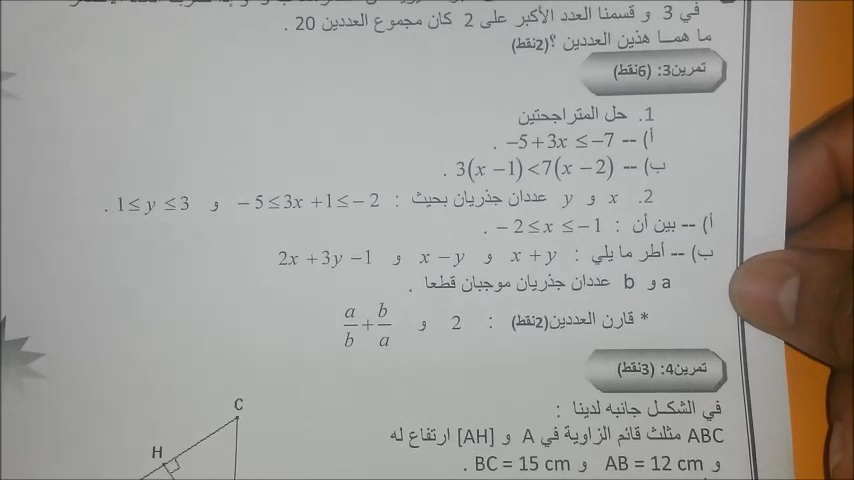 في 3 و قسمنا العدد الأكبر على 2 كان مجموع العددين 20 .
ما همـا هذين العددين ؟(2نقط)
تمرين3: (6نقط)
1. حل المتراجحتين
أ) -- −5+3x ≤ −7 .
ب) -- 3(x −1) < 7(x −2) .
2. x و y عددان جذريان بحيث : −5 ≤ 3x +1 ≤ −2 و 1 ≤ y ≤ 3 .
أ) -- بين أن : −2 ≤ x ≤ −1 .
ب) -- أطر ما يلي : x + y و x − y و 2x +3y −1
a و b عددان جذريان موجبان قطعا .
* قارن العددين(2نقط) : 2 و a/b + b/a
تمرين4: (3نقط)
في الشكـل جانبه لدينا :
ABC مثلث قائم الزاوية في A و [AH] ارتفاع له
و AB = 12 cm و BC = 15 cm .
C
H